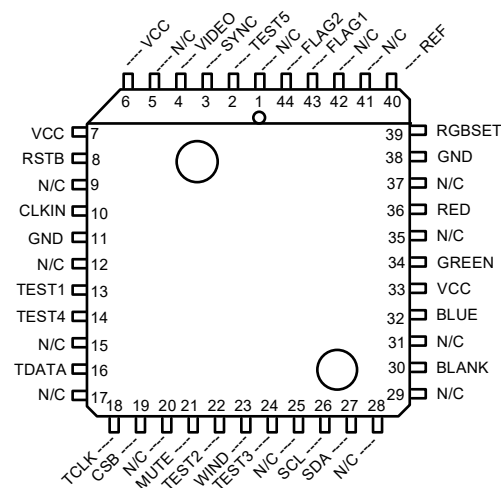 VCC
N/C
VIDEO
SYNC
TEST5
N/C
FLAG2
FLAG1
N/C
N/C
REF
6 5 4 3 2 1 44 43 42 41 40
VCC 7
RSTB 8
N/C 9
CLKIN 10
GND 11
N/C 12
TEST1 13
TEST4 14
N/C 15
TDATA 16
N/C 17
39 RGBSET
38 GND
37 N/C
36 RED
35 N/C
34 GREEN
33 VCC
32 BLUE
31 N/C
30 BLANK
29 N/C
18 19 20 21 22 23 24 25 26 27 28
TCLK
CSB
N/C
MUTE
TEST2
WIND
TEST3
N/C
SCL
SDA
N/C